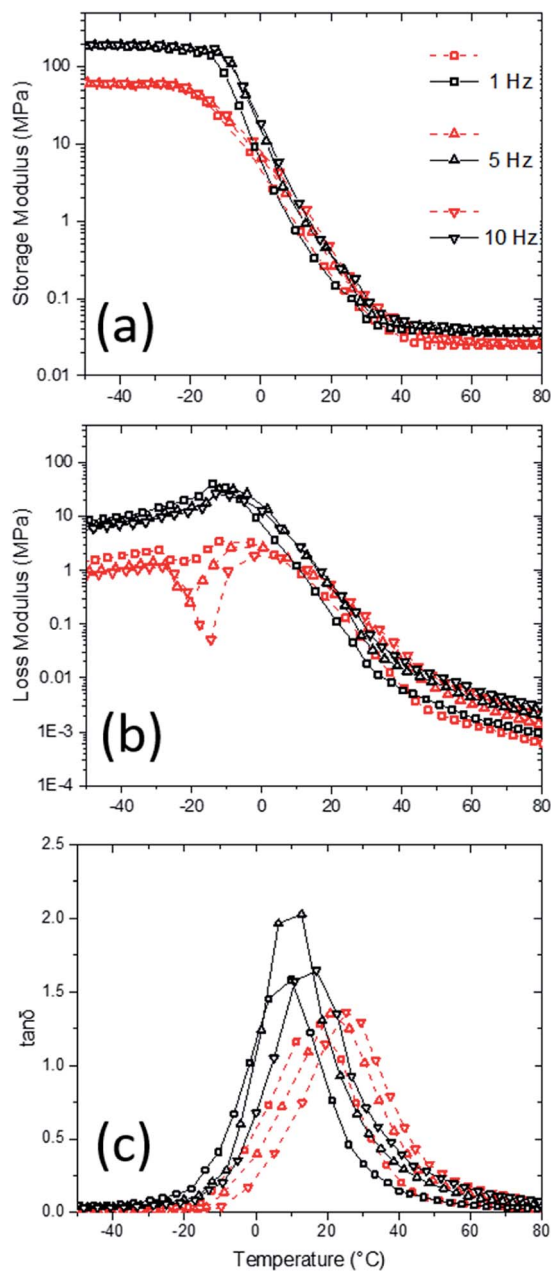 100
10
1
0.1
0.01
Storage Modulus (MPa)
1 Hz
5 Hz
10 Hz
(a)
-40 -20 0 20 40 60 80
100
10
1
0.1
0.01
1E-3
1E-4
Loss Modulus (MPa)
(b)
-40 -20 0 20 40 60 80
2.5
2.0
1.5
1.0
0.5
0.0
tanδ
(c)
-40 -20 0 20 40 60 80
Temperature (°C)